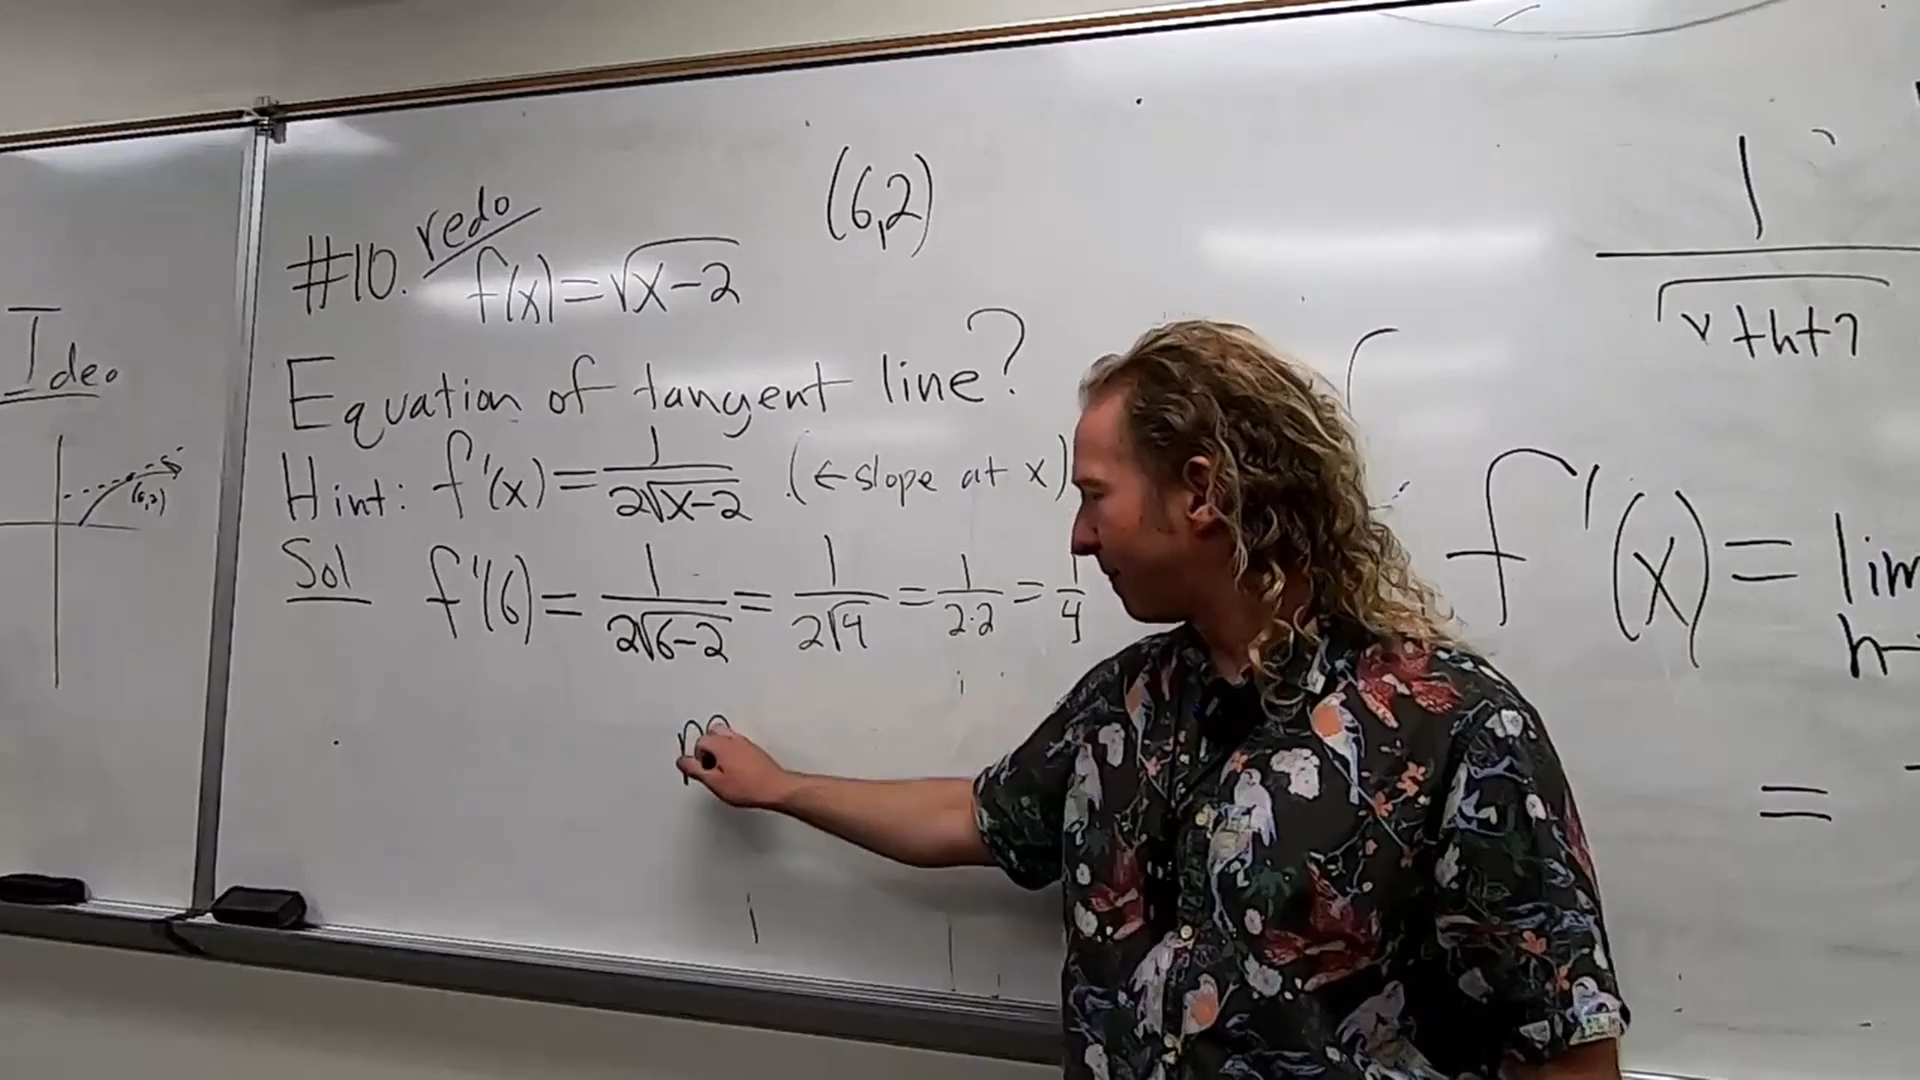 Idea
(6,2)
#10. redo f(x)=√x-2 (6,2)
Equation of tangent line?
Hint: f'(x)=1/2√x-2 (←slope at x)
Sol f'(6)=1/2√6-2=1/2√4=1/2·2=1/4
m
1
√x+h+2
f'(x)=lim
h→
=